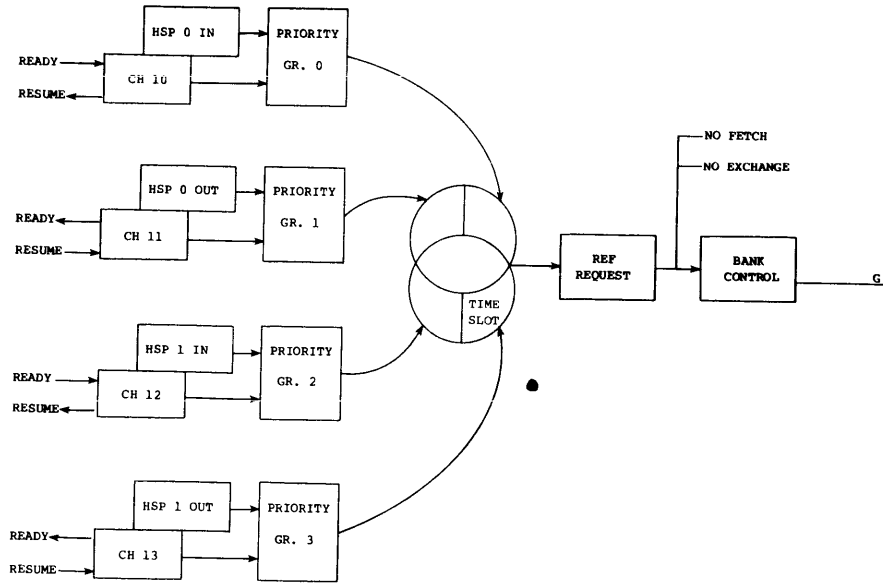 HSP 0 IN
PRIORITY
GR. 0
READY
CH 10
RESUME
NO FETCH
NO EXCHANGE
HSP 0 OUT
PRIORITY
GR. 1
READY
CH 11
RESUME
REF
REQUEST
BANK
CONTROL
G
TIME
SLOT
HSP 1 IN
PRIORITY
GR. 2
READY
CH 12
RESUME
HSP 1 OUT
PRIORITY
GR. 3
READY
CH 13
RESUME